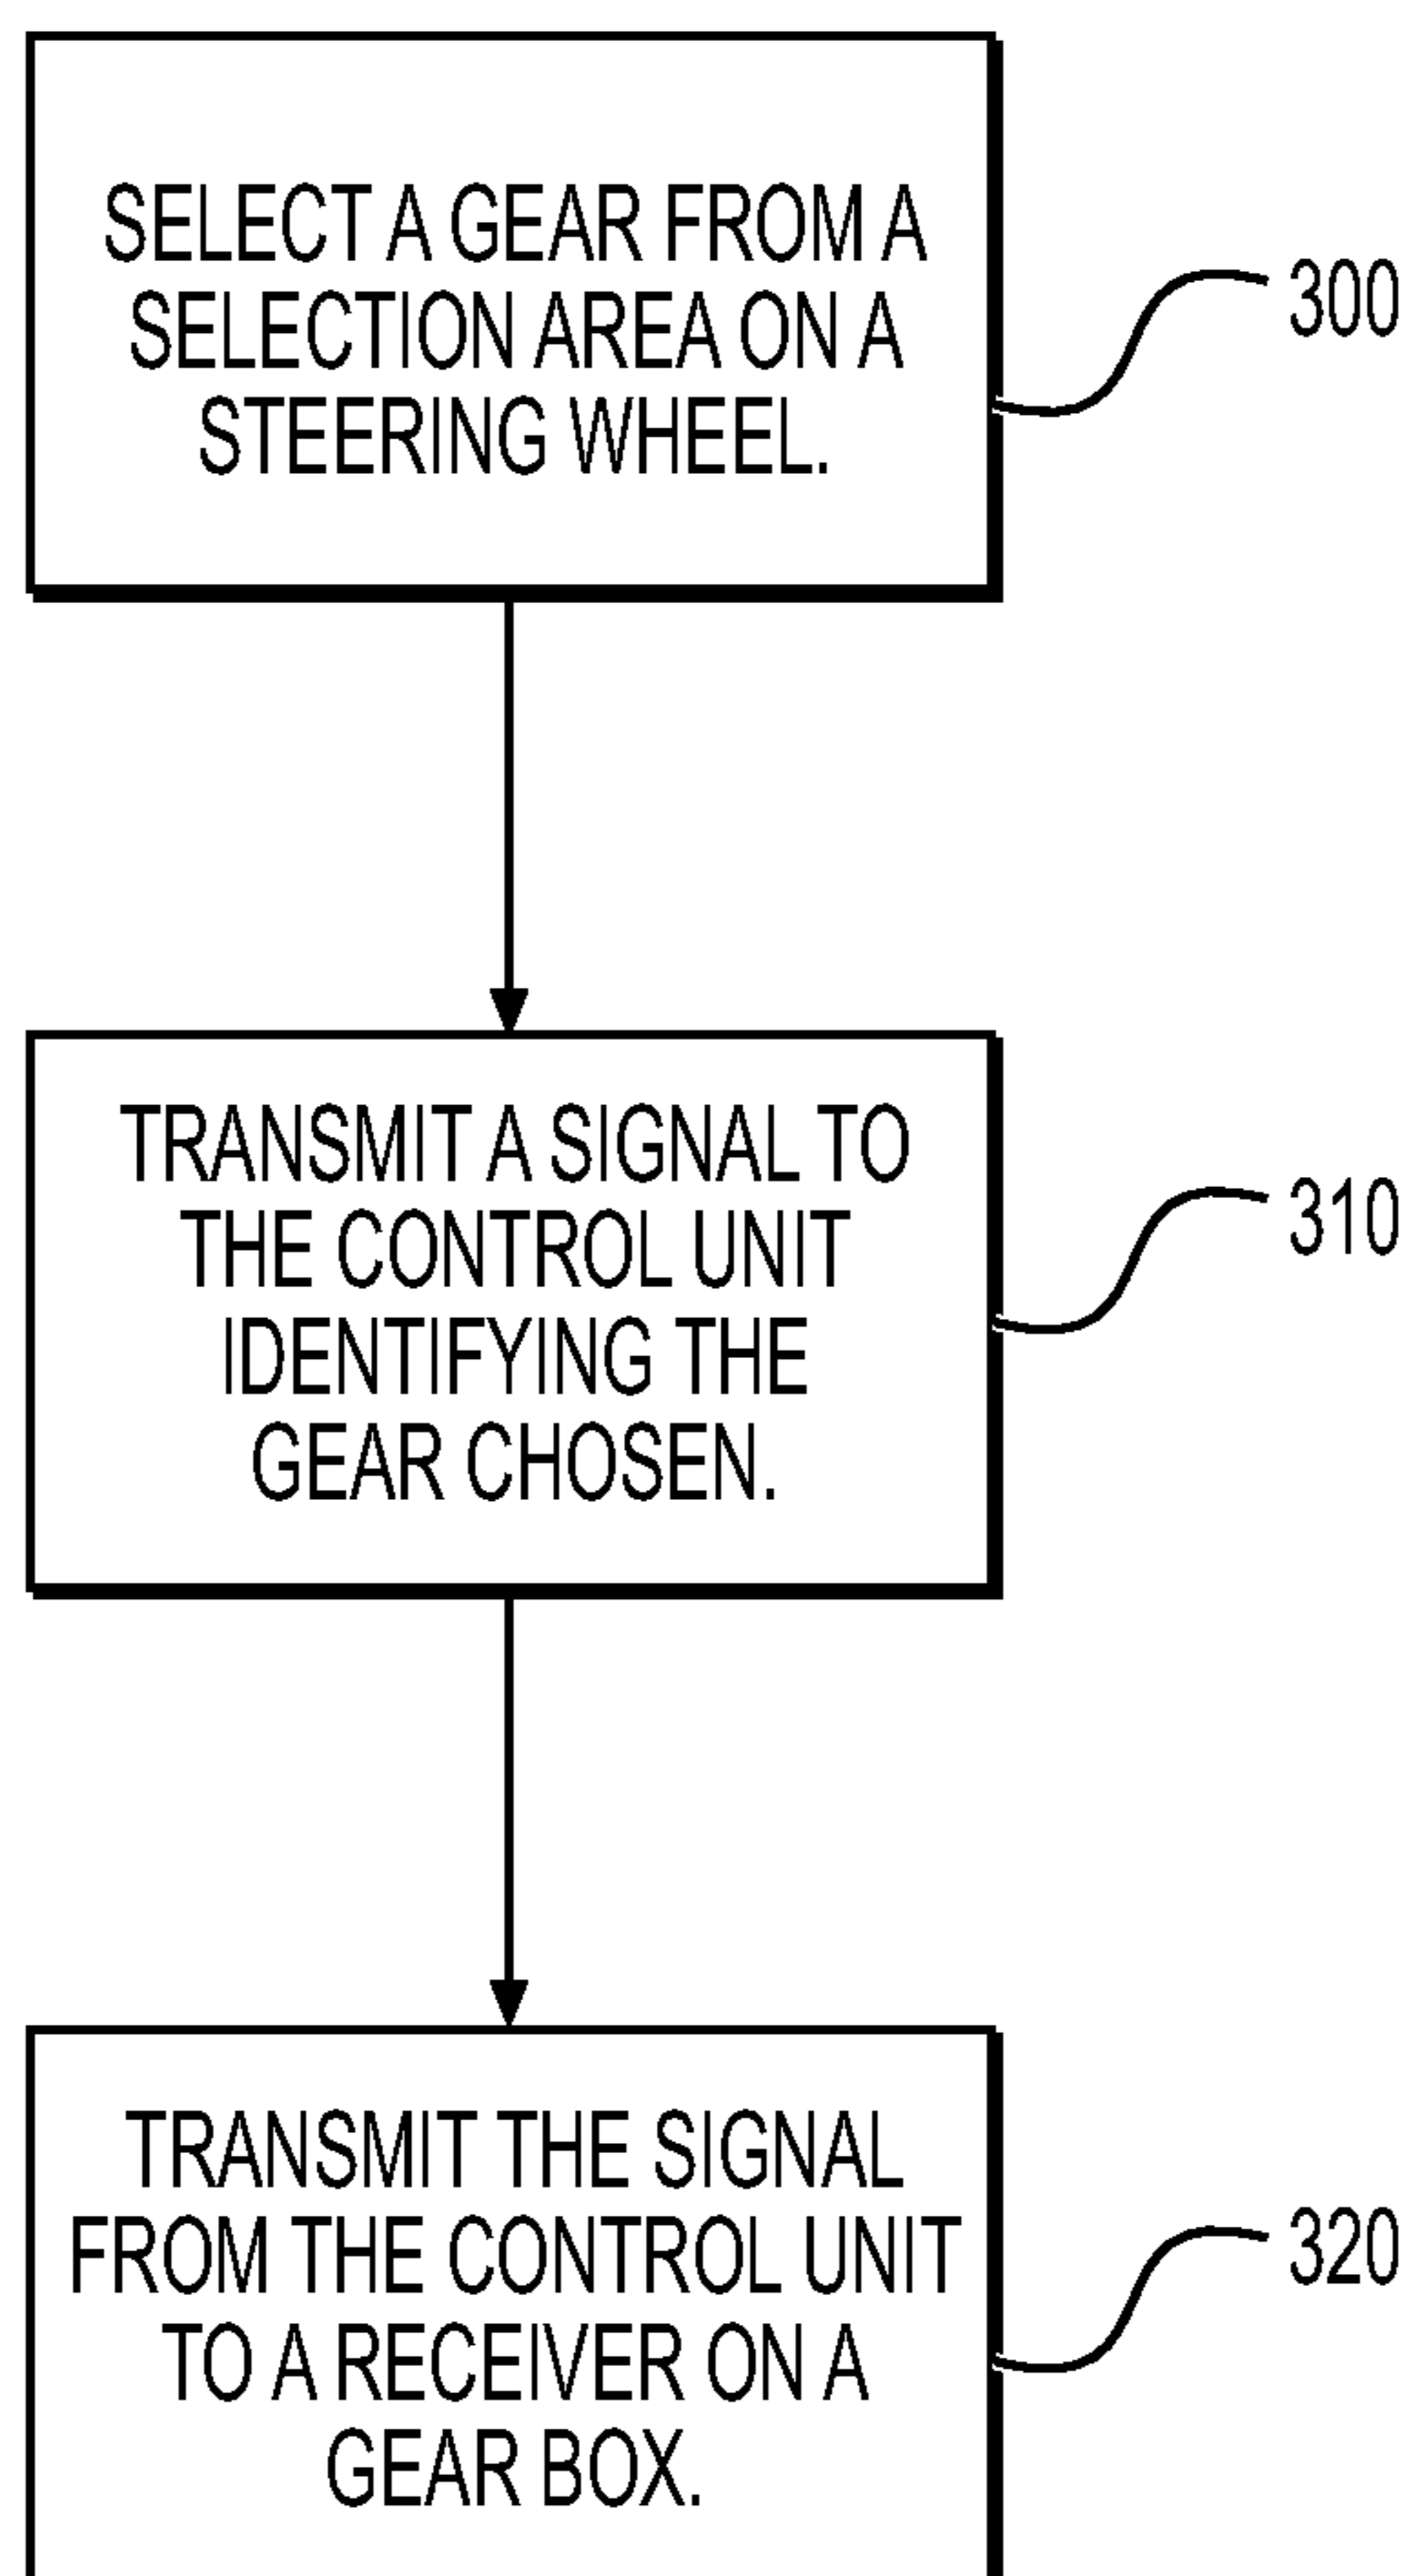 SELECT A GEAR FROM A
SELECTION AREA ON A
STEERING WHEEL.
300
TRANSMIT A SIGNAL TO
THE CONTROL UNIT
IDENTIFYING THE
GEAR CHOSEN.
310
TRANSMIT THE SIGNAL
FROM THE CONTROL UNIT
TO A RECEIVER ON A
GEAR BOX.
320